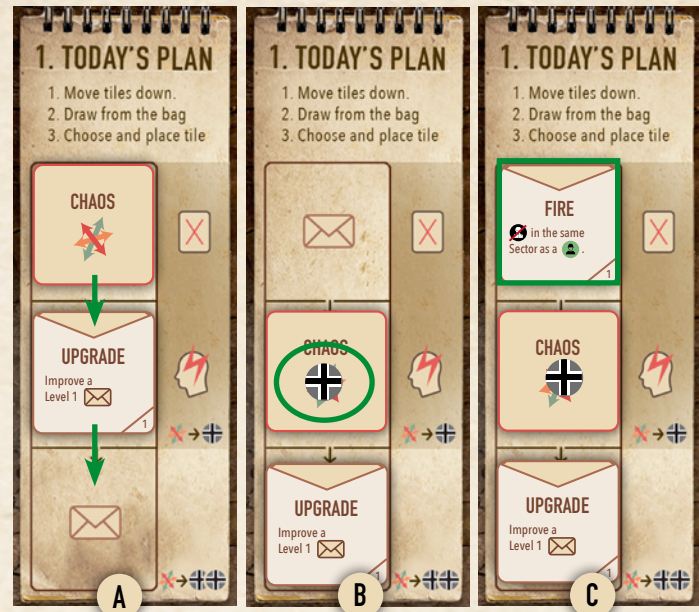 1. TODAY'S PLAN
1. Move tiles down.
2. Draw from the bag
3. Choose and place tile
CHAOS
UPGRADE
Improve a
Level 1
1
A
1. TODAY'S PLAN
1. Move tiles down.
2. Draw from the bag
3. Choose and place tile
CHAOS
UPGRADE
Improve a
Level 1
1
B
1. TODAY'S PLAN
1. Move tiles down.
2. Draw from the bag
3. Choose and place tile
FIRE
in the same
Sector as a .
1
CHAOS
UPGRADE
Improve a
Level 1
1
C